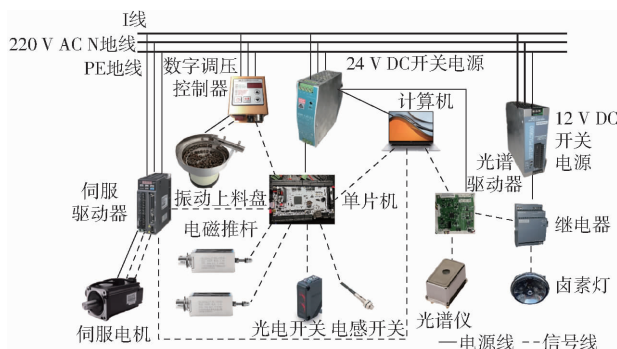 I线
220 V AC N地线
PE地线
数字调压
控制器
24 V DC开关电源
计算机
12 V DC
开关
电源
光谱
驱动器
伺服
驱动器
振动上料盘
单片机
继电器
电磁推杆
卤素灯
光谱仪
伺服电机
光电开关
电感开关
电源线
信号线